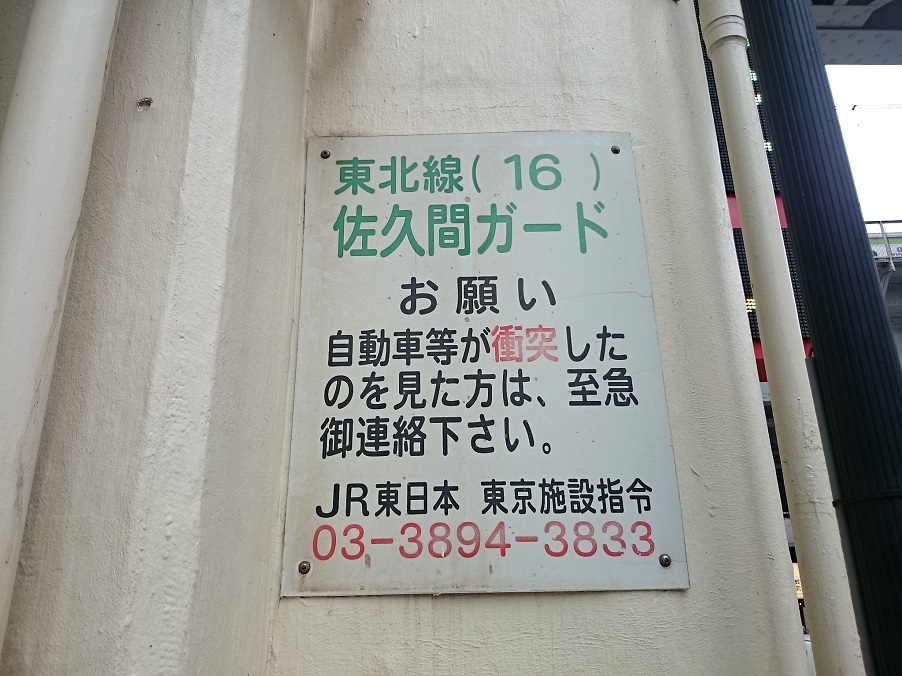 東北線( 16 )
佐久間ガード
お願い
自動車等が衝突した
のを見た方は、至急
御連絡下さい。
JR東日本 東京施設指令
03-3894-3833